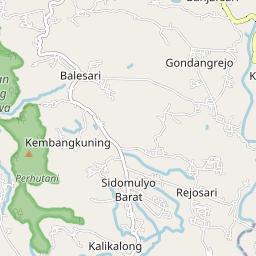 Gondangrejo
Balesari
Kembangkuning
Perhutani
Sidomulyo
Barat
Rejosari
Kalikalong